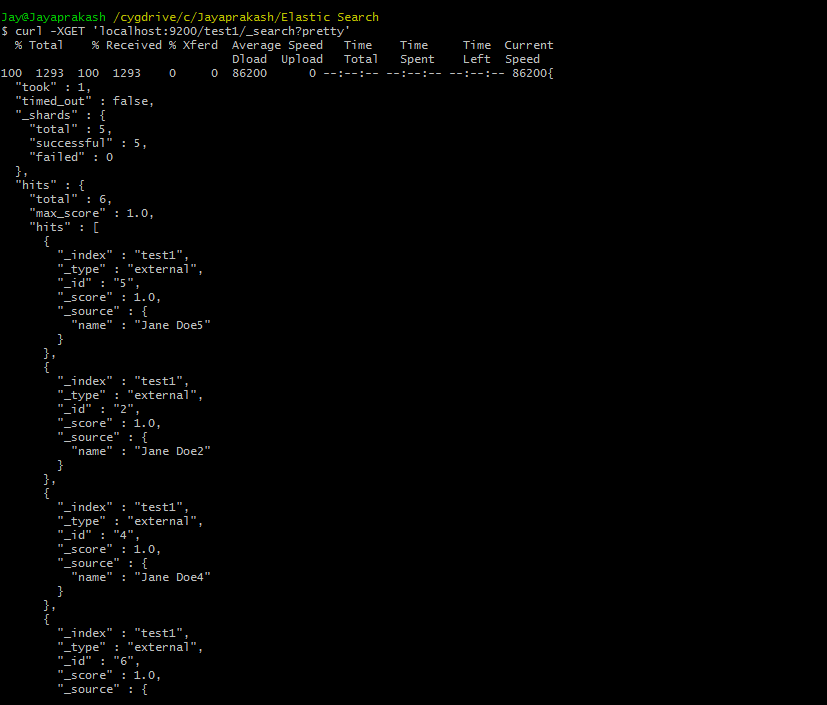 Jay@Jayaprakash /cygdrive/c/Jayaprakash/Elastic Search
$ curl -XGET 'localhost:9200/test1/_search?pretty'
  % Total    % Received % Xferd  Average Speed   Time    Time     Time  Current
                                 Dload  Upload   Total   Spent    Left  Speed
100  1293  100  1293    0     0  86200      0 --:--:-- --:--:-- --:--:-- 86200{
  "took" : 1,
  "timed_out" : false,
  "_shards" : {
    "total" : 5,
    "successful" : 5,
    "failed" : 0
  },
  "hits" : {
    "total" : 6,
    "max_score" : 1.0,
    "hits" : [
      {
        "_index" : "test1",
        "_type" : "external",
        "_id" : "5",
        "_score" : 1.0,
        "_source" : {
          "name" : "Jane Doe5"
        }
      },
      {
        "_index" : "test1",
        "_type" : "external",
        "_id" : "2",
        "_score" : 1.0,
        "_source" : {
          "name" : "Jane Doe2"
        }
      },
      {
        "_index" : "test1",
        "_type" : "external",
        "_id" : "4",
        "_score" : 1.0,
        "_source" : {
          "name" : "Jane Doe4"
        }
      },
      {
        "_index" : "test1",
        "_type" : "external",
        "_id" : "6",
        "_score" : 1.0,
        "_source" : {